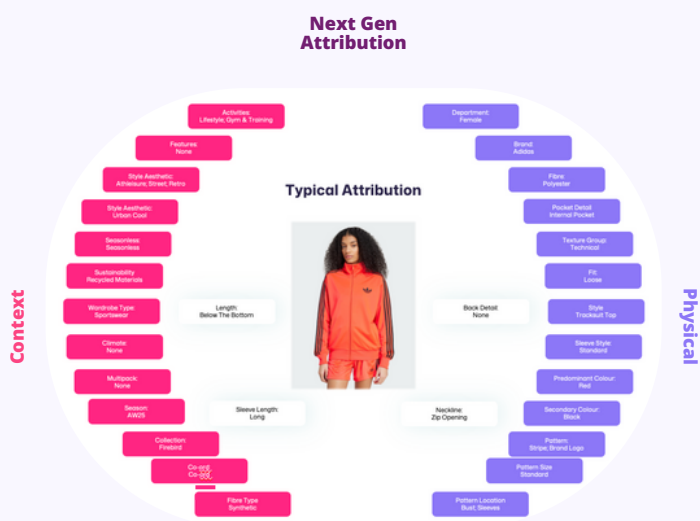 Next Gen
Attribution
Typical Attribution
Context
Physical
Activities:
Lifestyle; Gym & Training
Features:
None
Style Aesthetic:
Athleisure; Street, Retro
Style Aesthetic:
Urban Cool
Seasonless:
Seasonless
Sustainability
Recycled Materials
Wardrobe Type:
Sportswear
Climate:
None
Multipack:
None
Season:
AW25
Collection:
Firebird
Fibre Type
Synthetic
Length:
Below The Bottom
Sleeve Length:
Long
Back Detail:
None
Neckline:
Zip Opening
Department:
Female
Brand:
Adidas
Fibre:
Polyester
Pocket Detail
Internal Pocket
Texture Group
Technical
Fit:
Loose
Style
Tracksuit Top
Sleeve Style:
Standard
Predominant Colour:
Red
Secondary Colour:
Black
Pattern:
Stripe; Brand Logo
Pattern Size
Standard
Pattern Location
Bust; Sleeves